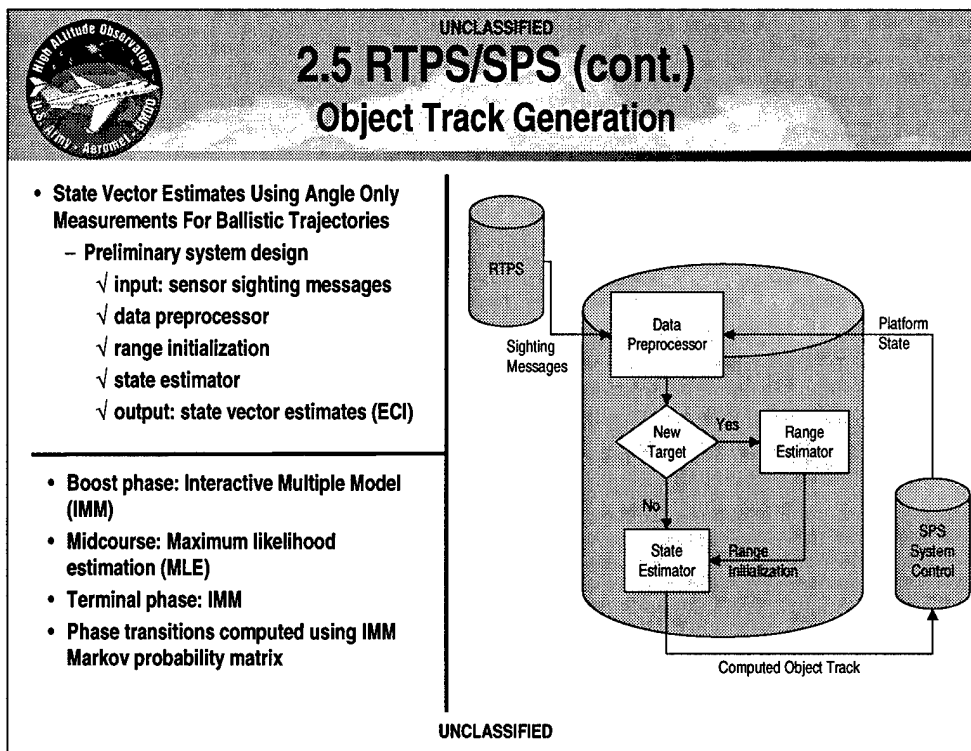 UNCLASSIFIED
High ALtitude Observatory
U.S. Army - Aeromet - BMDO
2.5 RTPS/SPS (cont.)
Object Track Generation
• State Vector Estimates Using Angle Only
Measurements For Ballistic Trajectories
– Preliminary system design
√ input: sensor sighting messages
√ data preprocessor
√ range initialization
√ state estimator
√ output: state vector estimates (ECI)
• Boost phase: Interactive Multiple Model
(IMM)
• Midcourse: Maximum likelihood
estimation (MLE)
• Terminal phase: IMM
• Phase transitions computed using IMM
Markov probability matrix
RTPS
Sighting
Messages
Data
Preprocessor
Platform
State
New
Target
Yes
Range
Estimator
No
State
Estimator
Range
Initialization
SPS
System
Control
Computed Object Track
UNCLASSIFIED